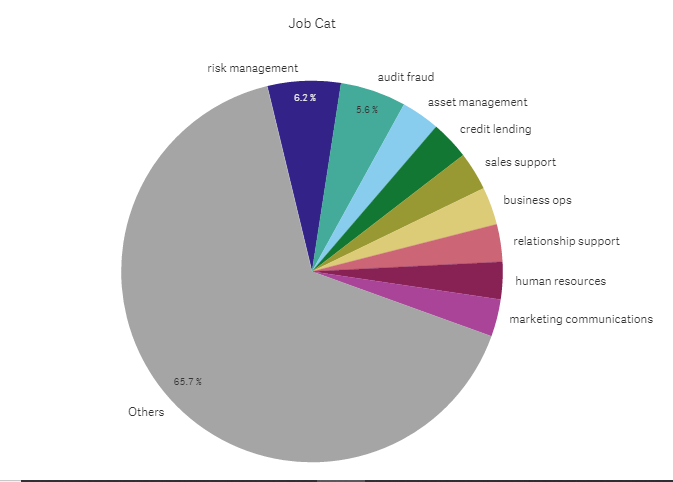 Job Cat
risk management
audit fraud
6.2 %
5.6 %
asset management
credit lending
sales support
business ops
relationship support
human resources
marketing communications
65.7 %
Others